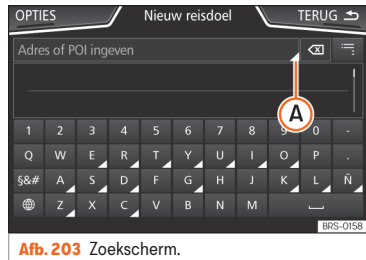 OPTIES Nieuw reisdoel TERUG
Adres of POI ingeven
A
1 2 3 4 5 6 7 8 9 0 -
Q W E R T Y U I O P .
§&# A S D F G H J K L Ñ
Z X C V B N M
BRS-0158
Afb. 203 Zoekscherm.